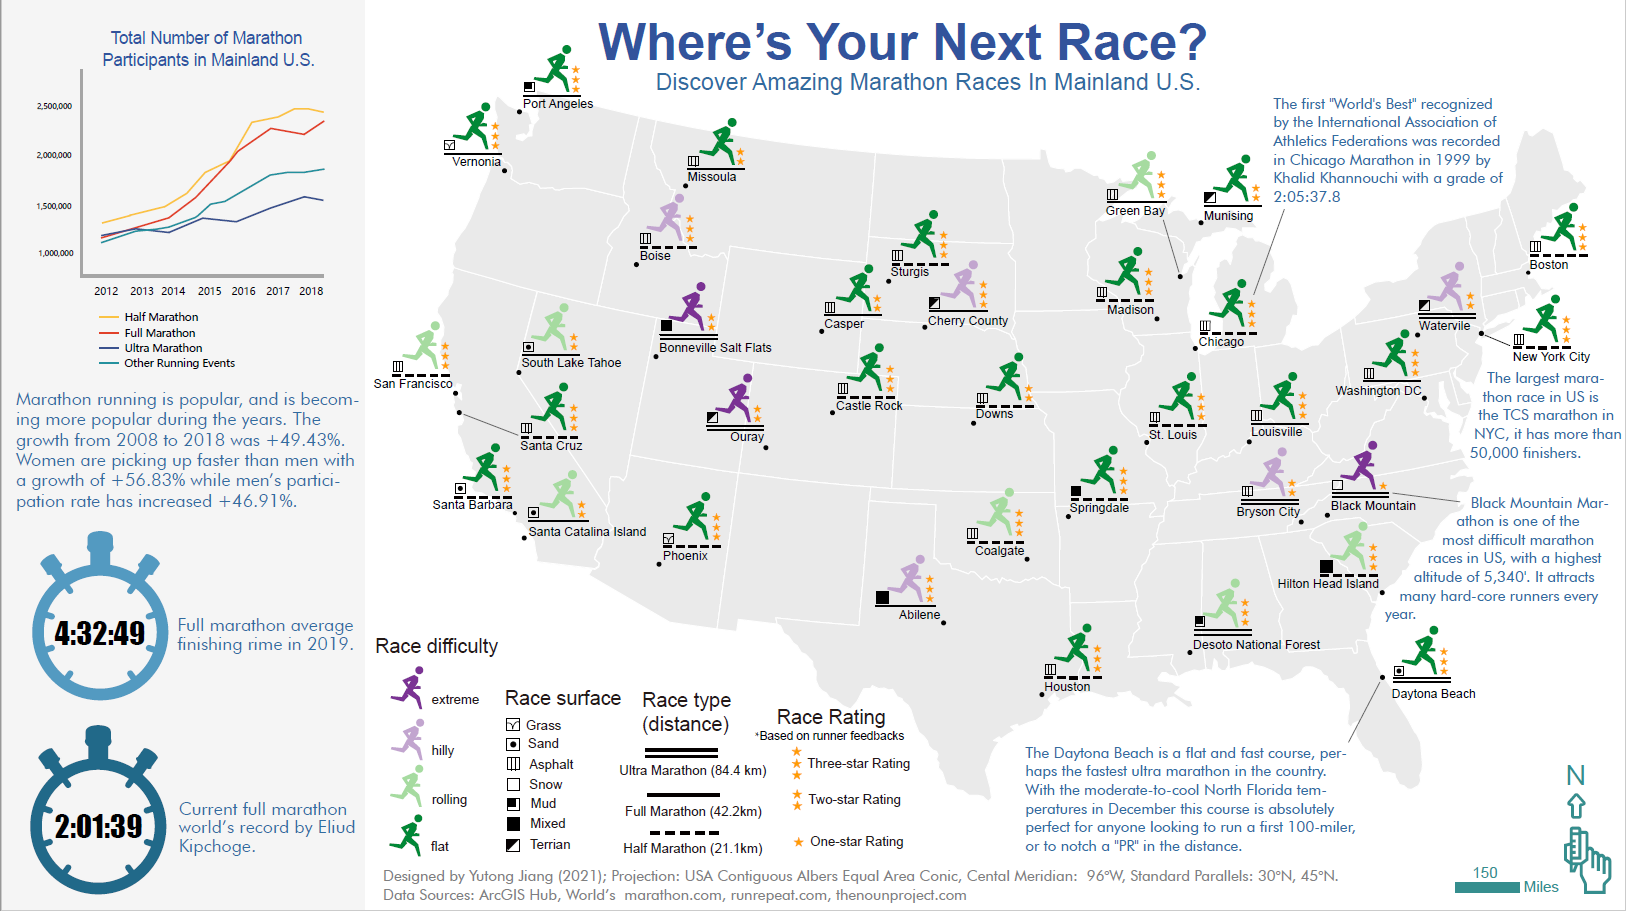 Where's Your Next Race?
Discover Amazing Marathon Races In Mainland U.S.
Total Number of Marathon
Participants in Mainland U.S.
2,500,000
2,000,000
1,500,000
1,000,000
2012 2013 2014 2015 2016 2017 2018
Half Marathon
Full Marathon
Ultra Marathon
Other Running Events
Marathon running is popular, and is becom-
ing more popular during the years. The
growth from 2008 to 2018 was +49.43%.
Women are picking up faster than men with
a growth of +56.83% while men's partici-
pation rate has increased +46.91%.
4:32:49
Full marathon average
finishing rime in 2019.
2:01:39
Current full marathon
world's record by Eliud
Kipchoge.
Port Angeles
Vernonia
Missoula
Boise
Sturgis
Casper
Cherry County
Green Bay
Munising
Madison
Chicago
Boston
Watervile
New York City
Washington DC
Bonneville Salt Flats
South Lake Tahoe
San Francisco
Santa Cruz
Ouray
Castle Rock
Downs
St. Louis
Louisville
Santa Barbara
Santa Catalina Island
Phoenix
Springdale
Bryson City
Black Mountain
Coalgate
Hilton Head Island
Abilene
Desoto National Forest
Houston
Daytona Beach
The first "World's Best" recognized
by the International Association of
Athletics Federations was recorded
in Chicago Marathon in 1999 by
Khalid Khannouchi with a grade of
2:05:37.8
The largest mara-
thon race in US is
the TCS marathon in
NYC, it has more than
50,000 finishers.
Black Mountain Mar-
athon is one of the
most difficult marathon
races in US, with a highest
altitude of 5,340'. It attracts
many hard-core runners every
year.
The Daytona Beach is a flat and fast course, per-
haps the fastest ultra marathon in the country.
With the moderate-to-cool North Florida tem-
peratures in December this course is absolutely
perfect for anyone looking to run a first 100-miler,
or to notch a "PR" in the distance.
Race difficulty
extreme
hilly
rolling
flat
Race surface
Grass
Sand
Asphalt
Snow
Mud
Mixed
Terrian
Race type
(distance)
Ultra Marathon (84.4 km)
Full Marathon (42.2km)
Half Marathon (21.1km)
Race Rating
*Based on runner feedbacks
Three-star Rating
Two-star Rating
One-star Rating
N
150
Miles
Designed by Yutong Jiang (2021); Projection: USA Contiguous Albers Equal Area Conic, Cental Meridian: 96°W, Standard Parallels: 30°N, 45°N.
Data Sources: ArcGIS Hub, World's marathon.com, runrepeat.com, thenounproject.com